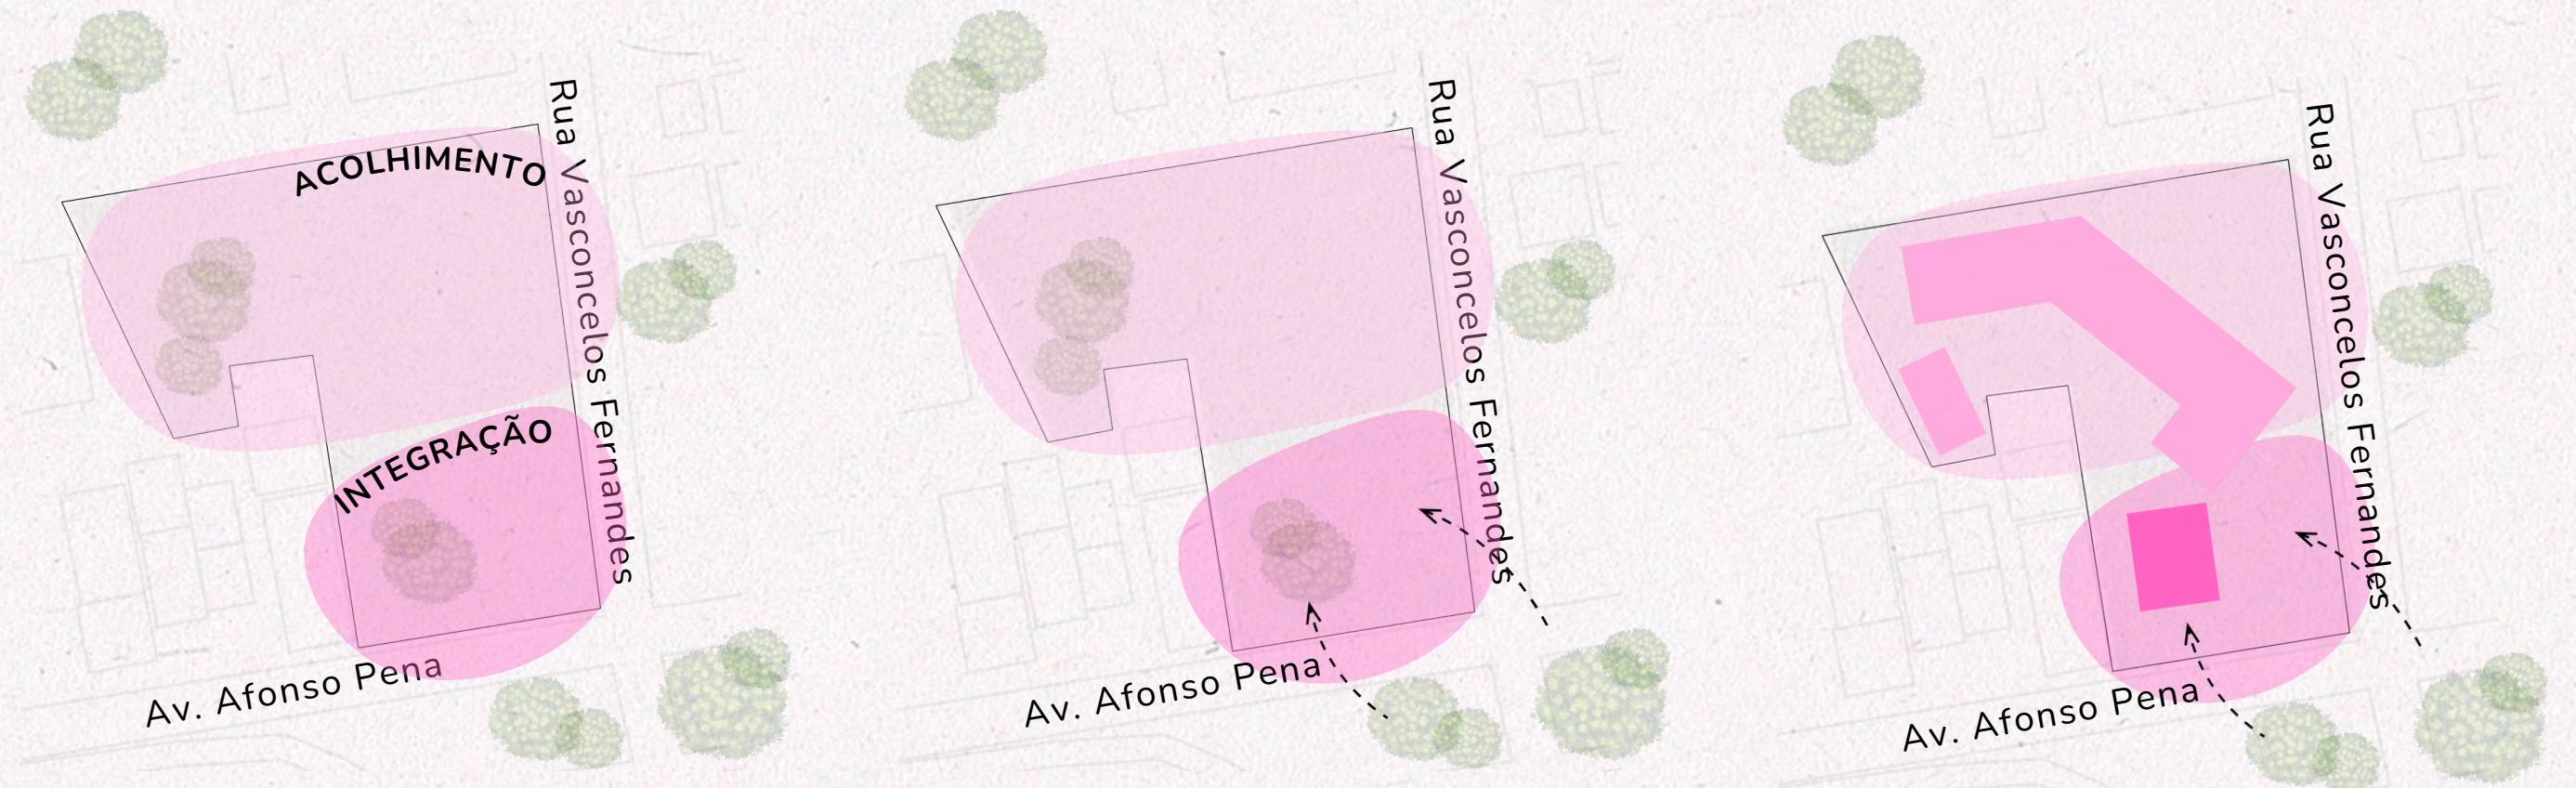 ACOLHIMENTO
Rua Vasconcelos Fernandes
INTEGRAÇÃO
Av. Afonso Pena
Rua Vasconcelos Fernandes
Av. Afonso Pena
Rua Vasconcelos Fernandes
Av. Afonso Pena